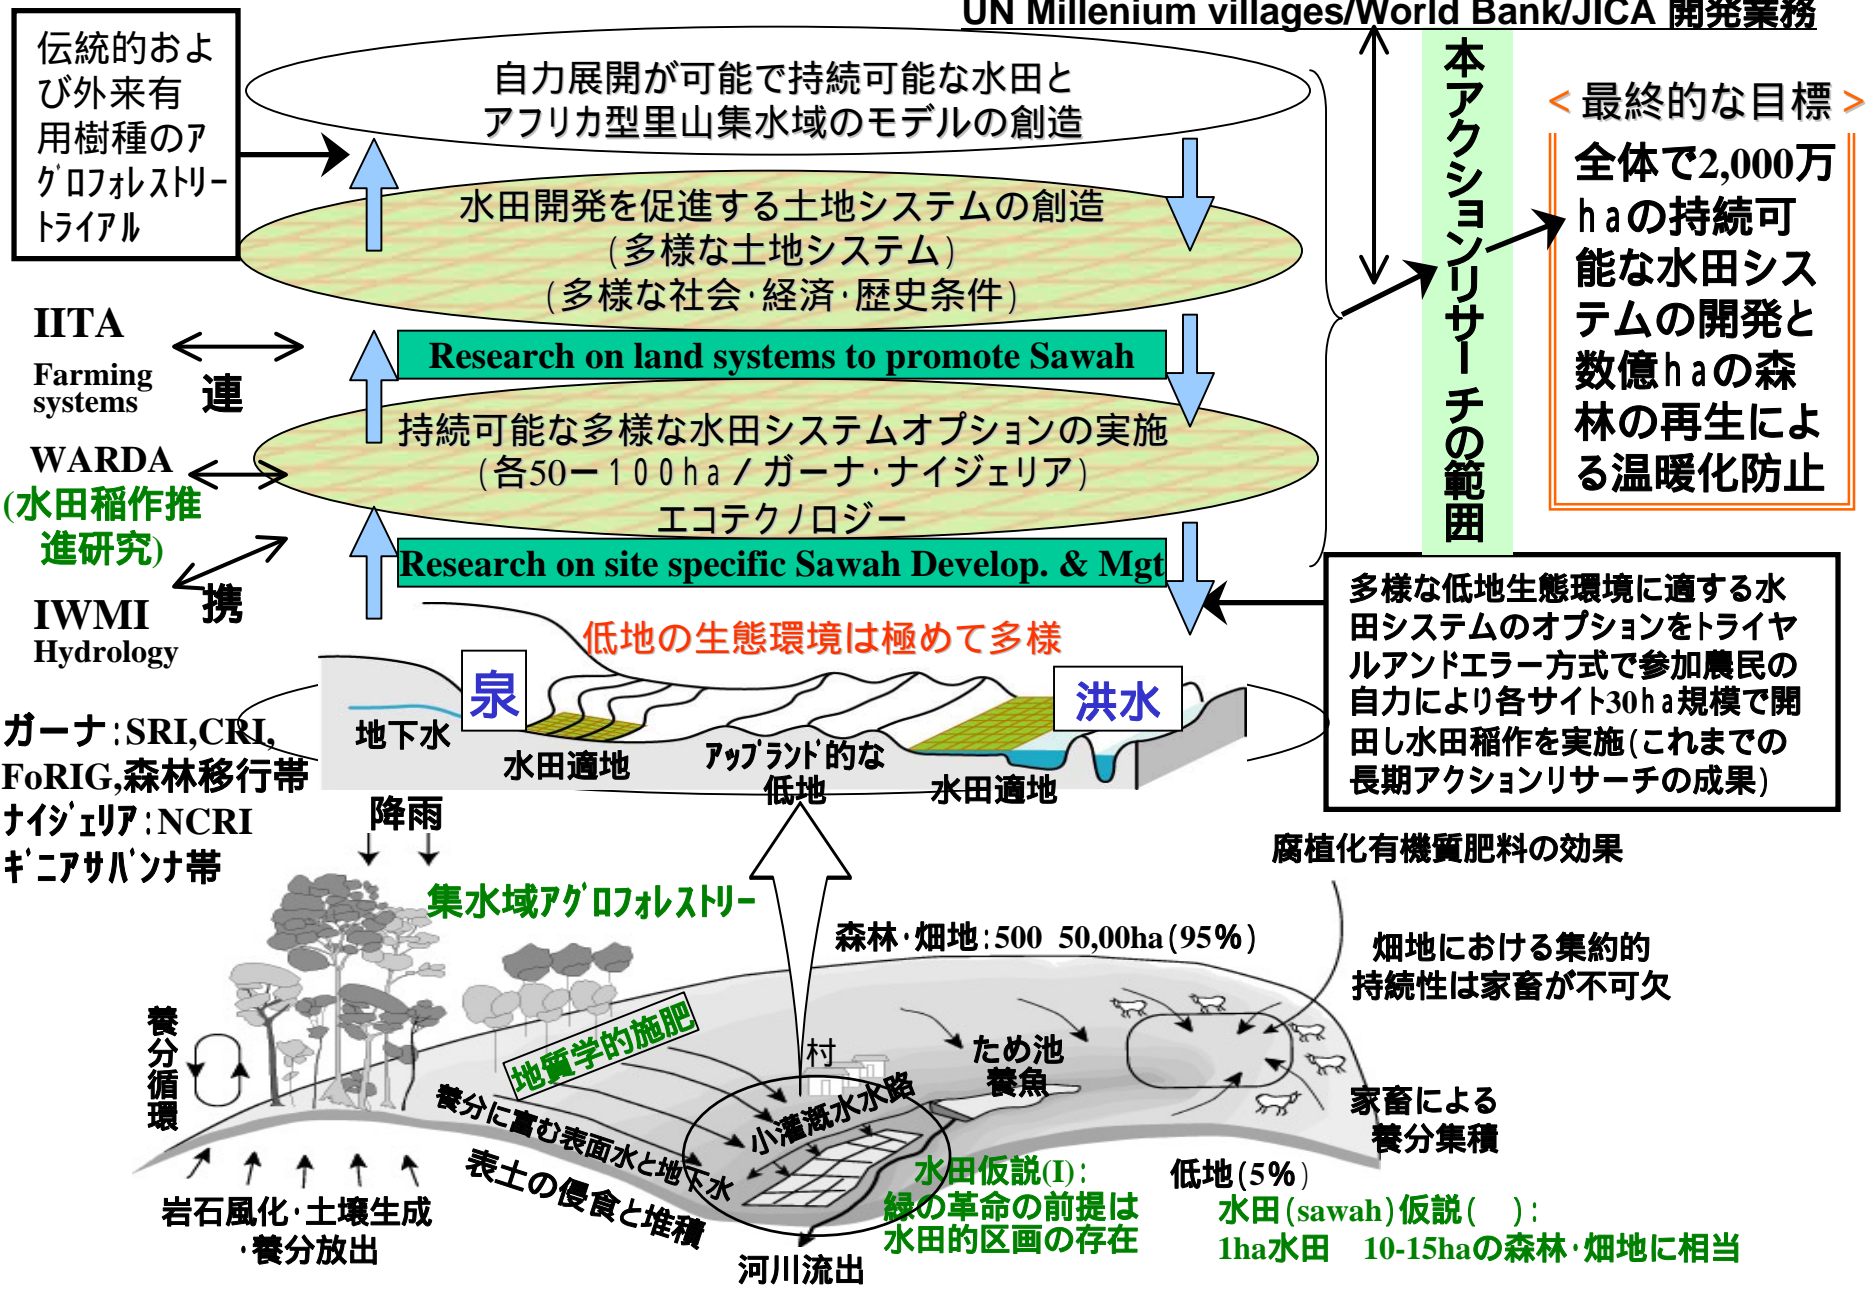 UN Millenium villages/World Bank/JICA 開発業務
伝統的およ
び外来有
用樹種のア
グロフォレストリー
トライアル
自力展開が可能で持続可能な水田と
アフリカ型里山集水域のモデルの創造
本アクションリサーチの範囲
<最終的な目標>
全体で2,000万
haの持続可
能な水田シス
テムの開発と
数億haの森
林の再生によ
る温暖化防止
水田開発を促進する土地システムの創造
(多様な土地システム)
(多様な社会・経済・歴史条件)
Research on land systems to promote Sawah
IITA
Farming
systems
連
WARDA
(水田稲作推
進研究)
携
IWMI
Hydrology
持続可能な多様な水田システムオプションの実施
(各50ー100ha/ガーナ・ナイジェリア)
エコテクノロジー
Research on site specific Sawah Develop. & Mgt
多様な低地生態環境に適する水
田システムのオプションをトライヤ
ルアンドエラー方式で参加農民の
自力により各サイト30ha規模で開
田し水田稲作を実施(これまでの
長期アクションリサーチの成果)
低地の生態環境は極めて多様
泉
洪水
地下水
水田適地
アップランド的な
低地
水田適地
ガーナ:SRI,CRI,
FoRIG,森林移行帯
ナイジェリア:NCRI
ギニアサバンナ帯
降雨
集水域アグロフォレストリー
腐植化有機質肥料の効果
森林・畑地:500 50,00ha(95%)
畑地における集約的
持続性は家畜が不可欠
養分循環
地質学的施肥
村
ため池
養魚
小灌漑水水路
養分に富む表面水と地下水
表土の侵食と堆積
家畜による
養分集積
低地(5%)
岩石風化・土壌生成
・養分放出
河川流出
水田仮説(I):
緑の革命の前提は
水田的区画の存在
水田(sawah)仮説( ):
1ha水田 10-15haの森林・畑地に相当